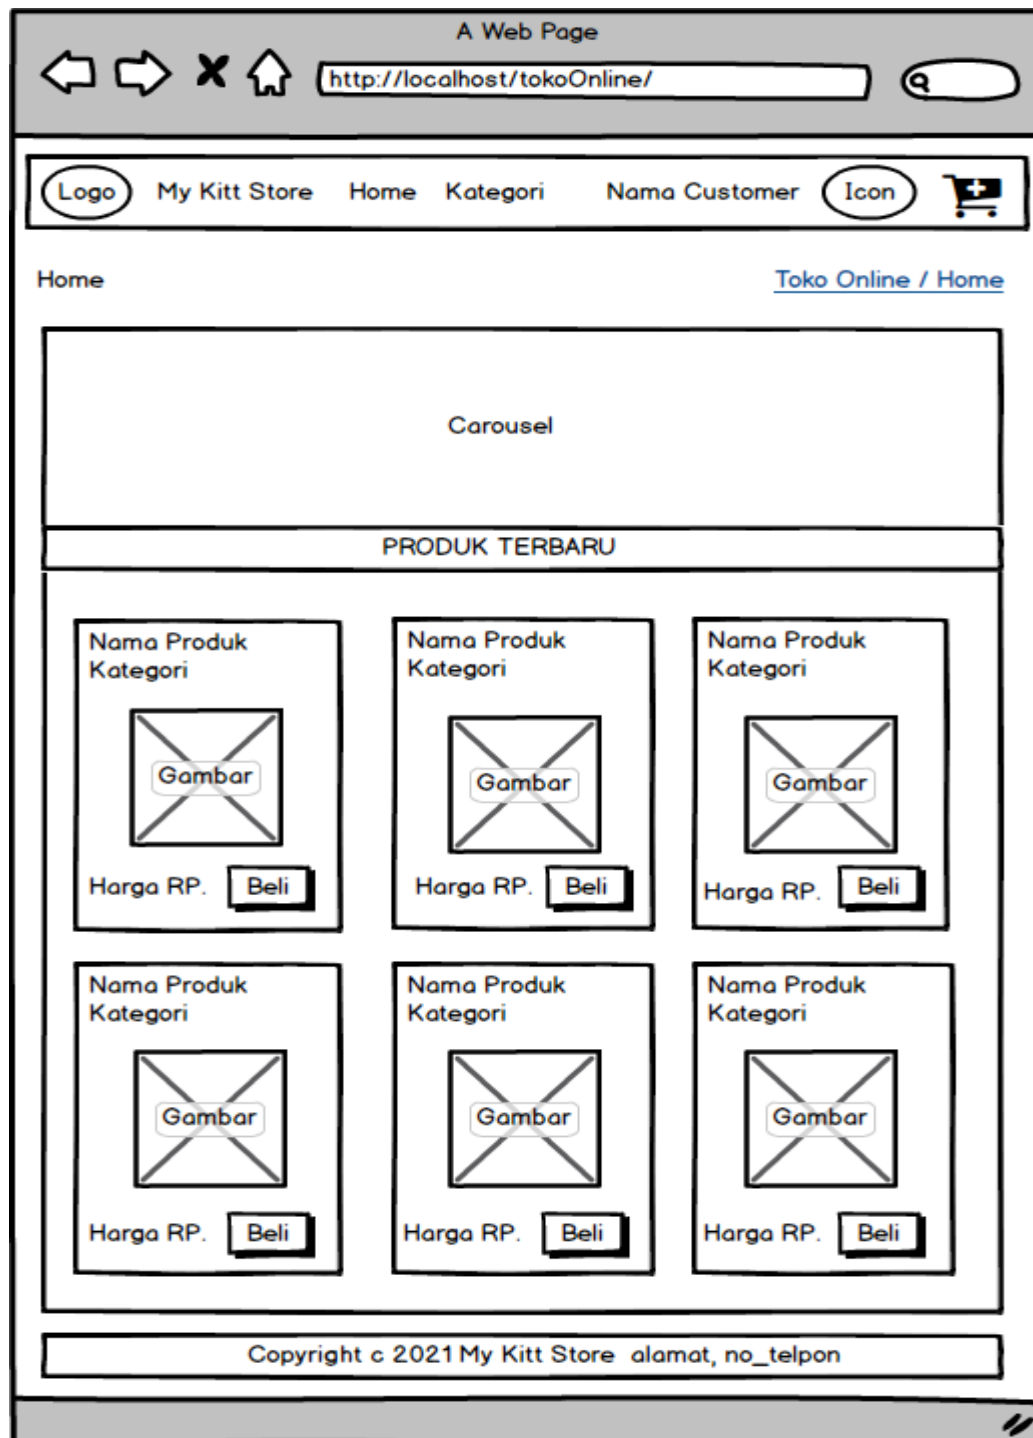 A Web Page
http://localhost/tokoOnline/
Logo My Kitt Store Home Kategori Nama Customer Icon
Home Toko Online / Home
Carousel
PRODUK TERBARU
Nama Produk
Kategori
Gambar
Harga RP. Beli
Nama Produk
Kategori
Gambar
Harga RP. Beli
Nama Produk
Kategori
Gambar
Harga RP. Beli
Nama Produk
Kategori
Gambar
Harga RP. Beli
Nama Produk
Kategori
Gambar
Harga RP. Beli
Nama Produk
Kategori
Gambar
Harga RP. Beli
Copyright c 2021 My Kitt Store alamat, no_telpon